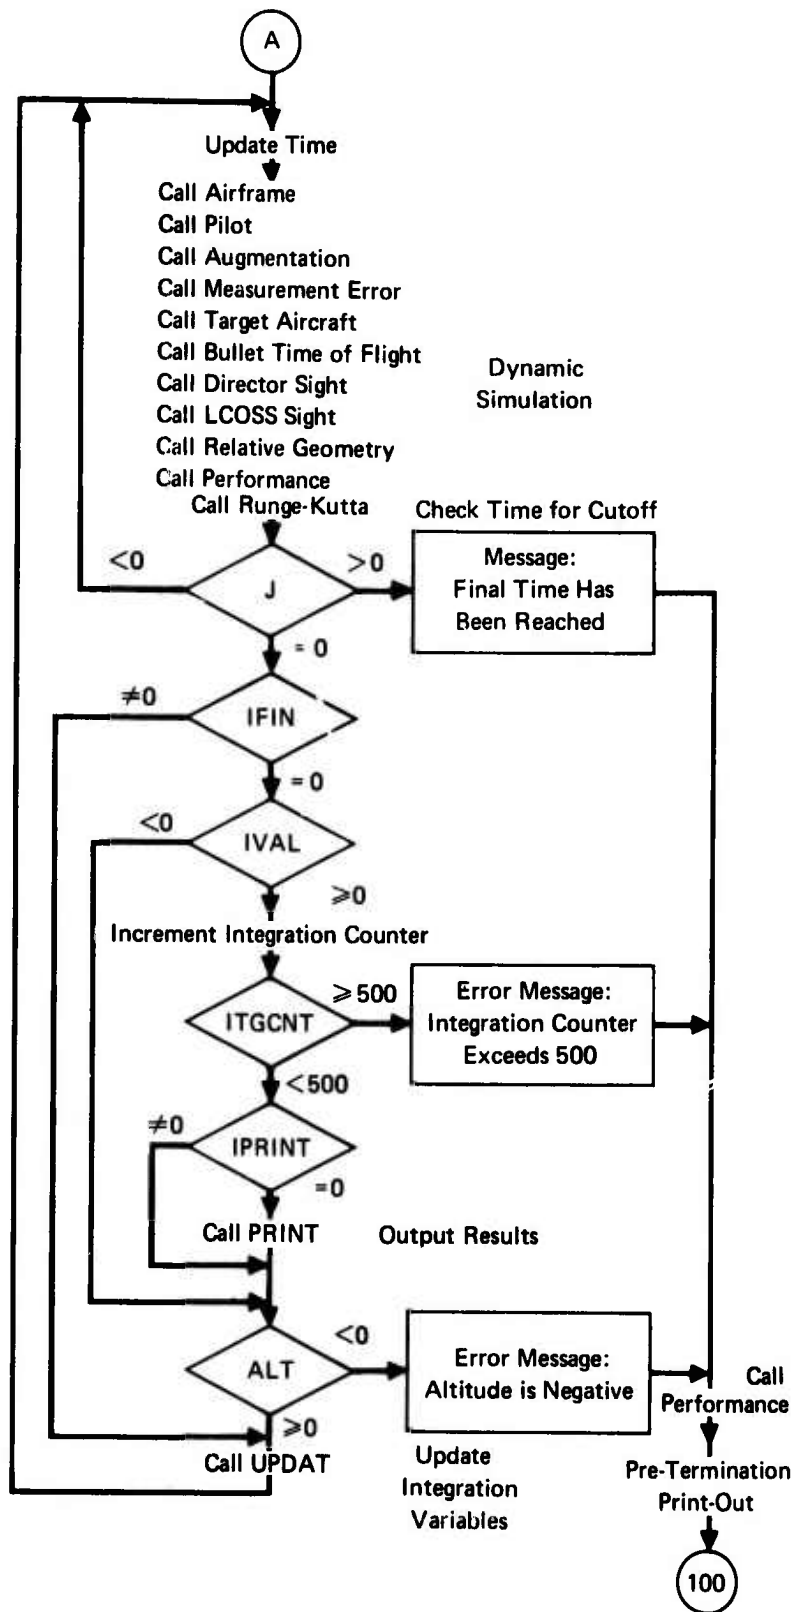 A
Update Time
Call Airframe
Call Pilot
Call Augmentation
Call Measurement Error
Call Target Aircraft
Call Bullet Time of Flight
Call Director Sight
Call LCOSS Sight
Call Relative Geometry
Call Performance
Call Runge-Kutta
Dynamic
Simulation
Check Time for Cutoff
<0
J
>0
Message:
Final Time Has
Been Reached
= 0
≠0
IFIN
= 0
<0
IVAL
⩾0
Increment Integration Counter
ITGCNT
⩾500
Error Message:
Integration Counter
Exceeds 500
<500
≠0
IPRINT
=0
Call PRINT
Output Results
ALT
<0
Error Message:
Altitude is Negative
⩾0
Call UPDAT
Update
Integration
Variables
Call
Performance
Pre-Termination
Print-Out
100